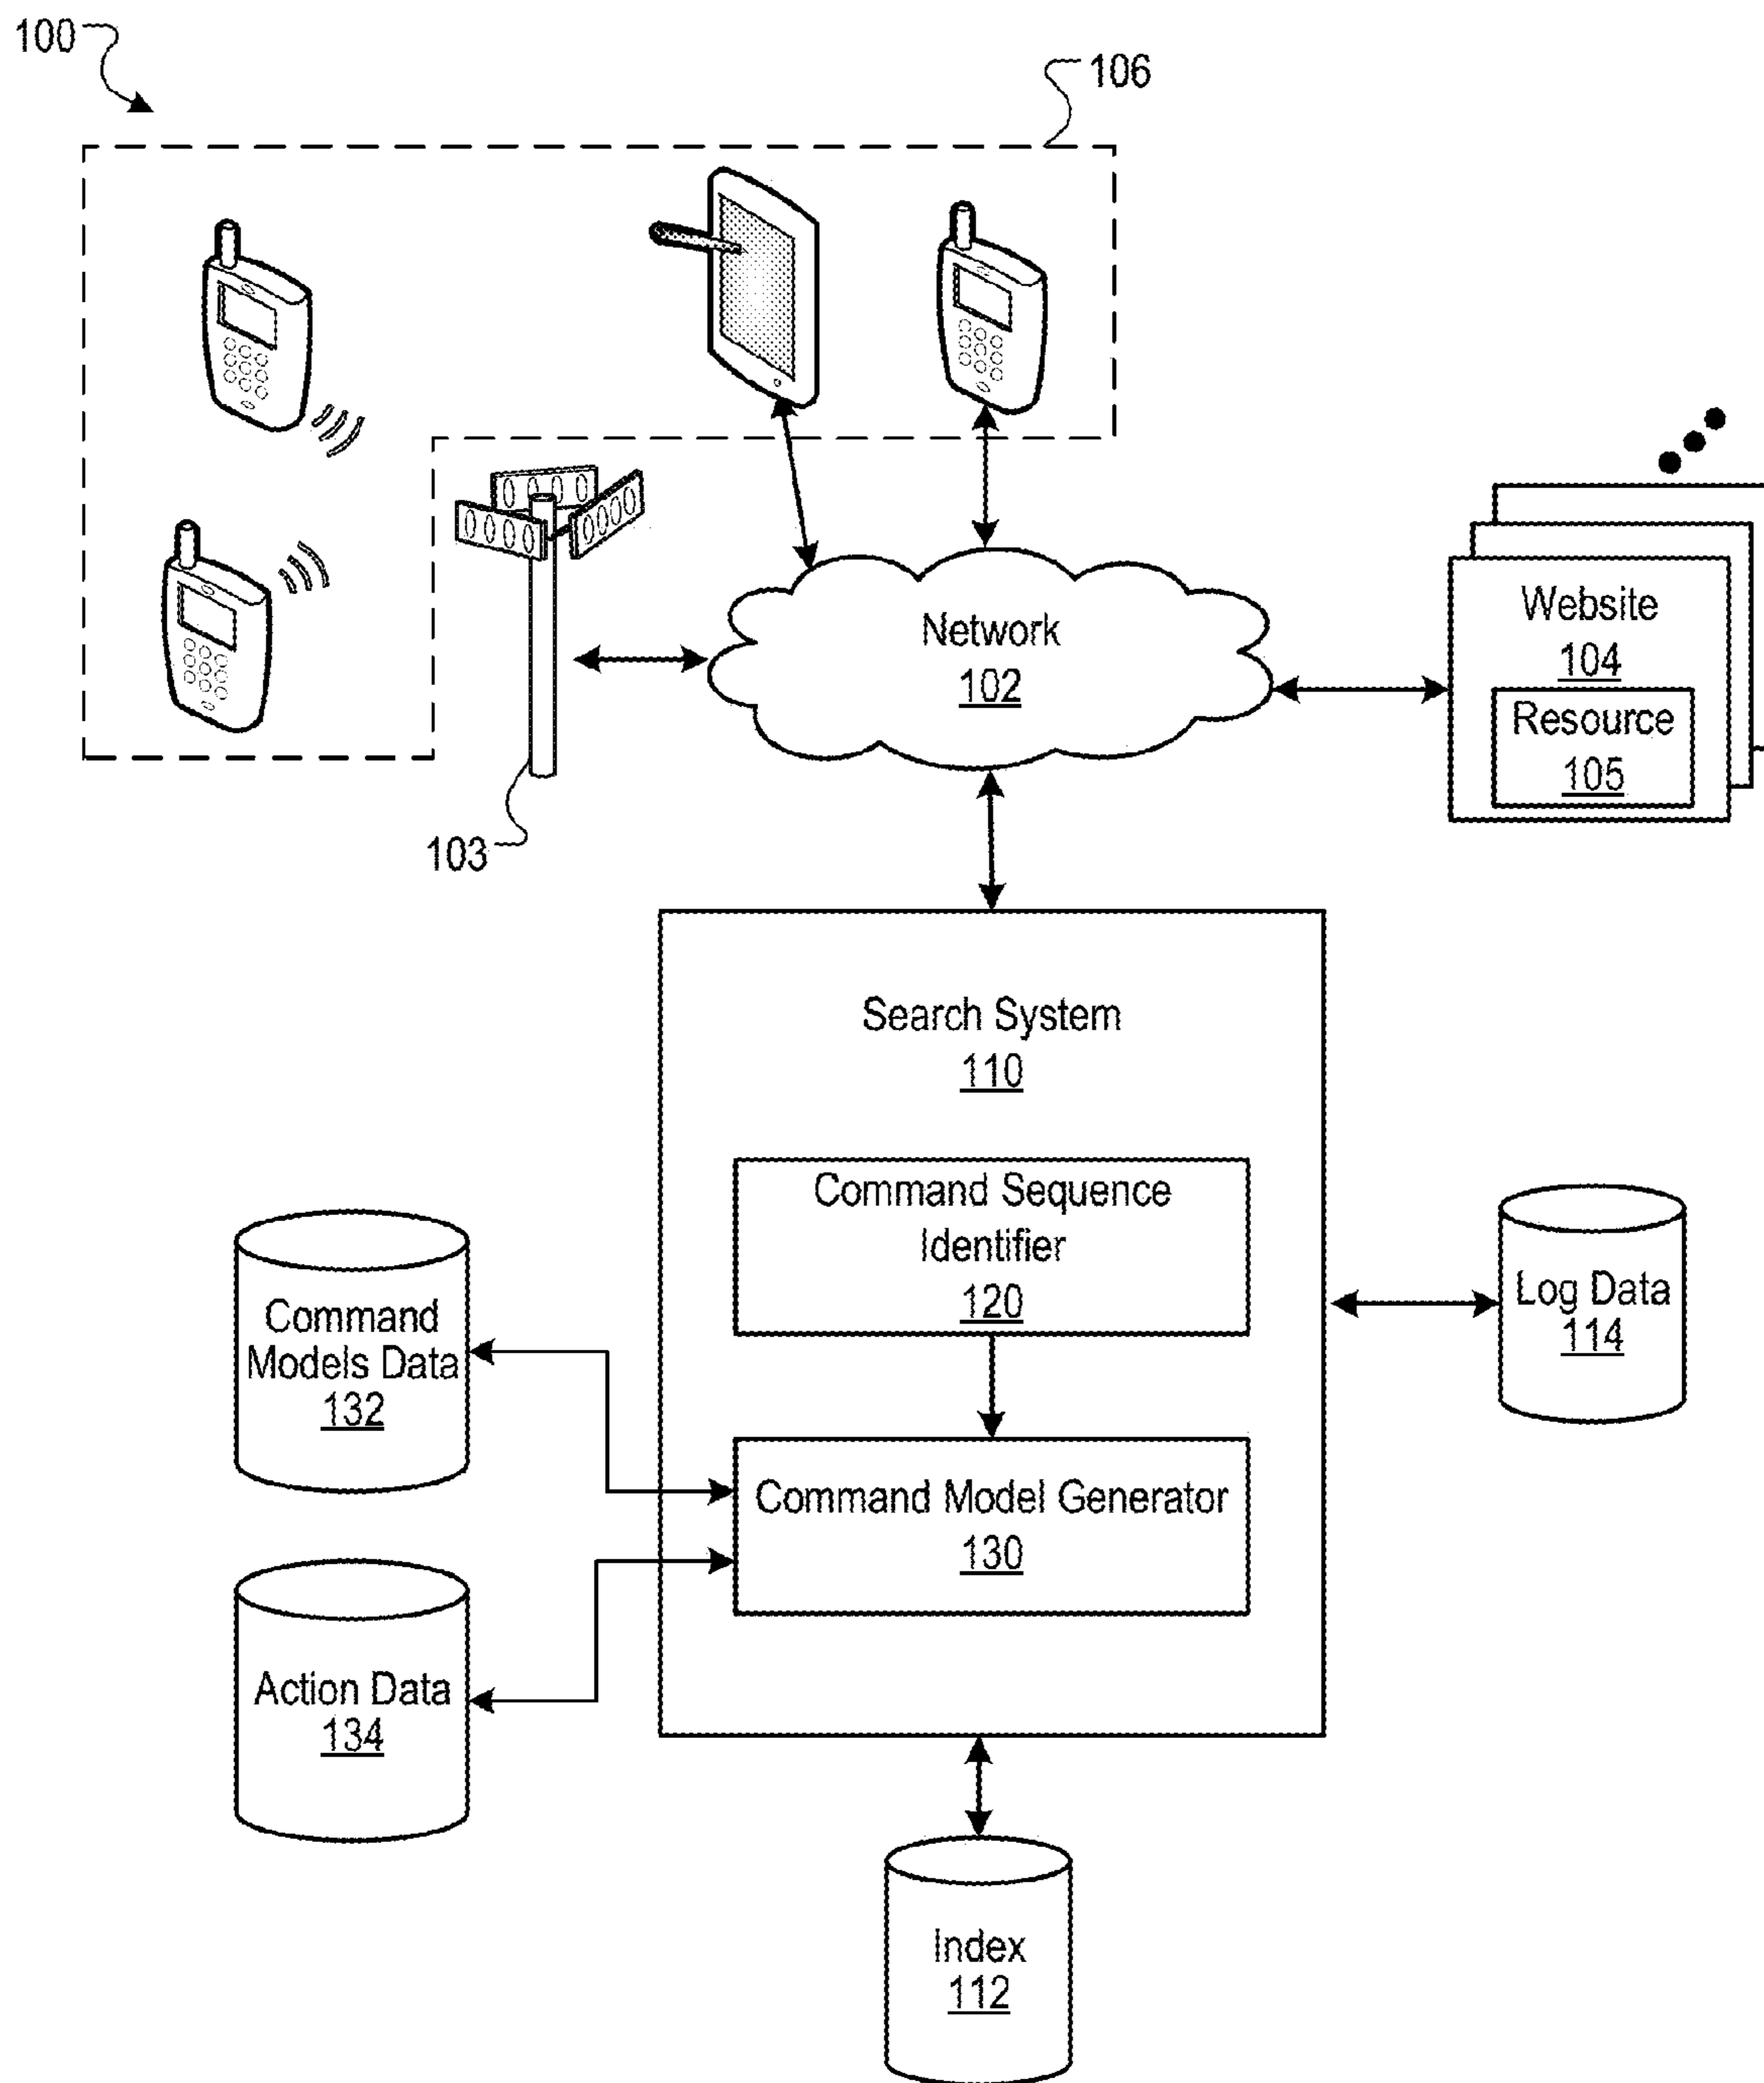 100
106
Network
102
Website
104
Resource
105
103
Search System
110
Command Sequence
Identifier
120
Command
Models Data
132
Log Data
114
Command Model Generator
130
Action Data
134
Index
112